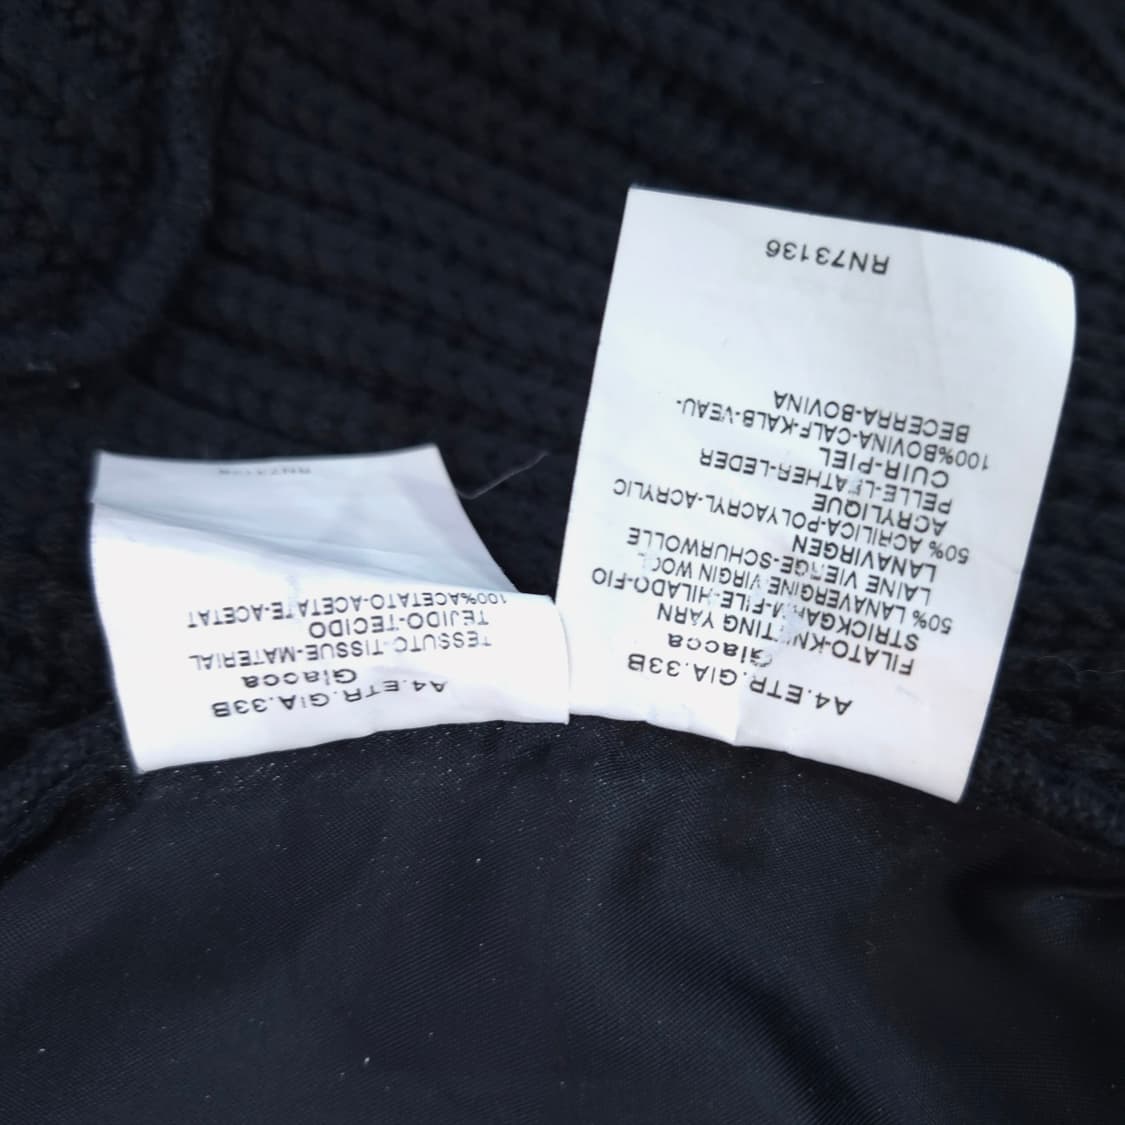 A4.ETR.GIA.33B
Giacca
TESSUTO-TISSUE-MATERIAL
TEJIDO-TECIDO
100%ACETATO-ACETATE-ACETAT
A4.ETR.GIA.33B
Giacca
FILATO-KNITTING YARN
STRICKGARN-FILE-HILADO-FIO
50% LANAVERGINE VIRGIN WOOL
LAINE VIERGE-SCHURWOLLE
LANAVIRGEN
50% ACRILICA-POLYACRYL-ACRYLIC
ACRYLIQUE
PELLE-LEATHER-LEDER
CUIR-PIEL
100%BOVINA-CALF-KALB-VEAU-
BECERRA-BOVINA
RN73136